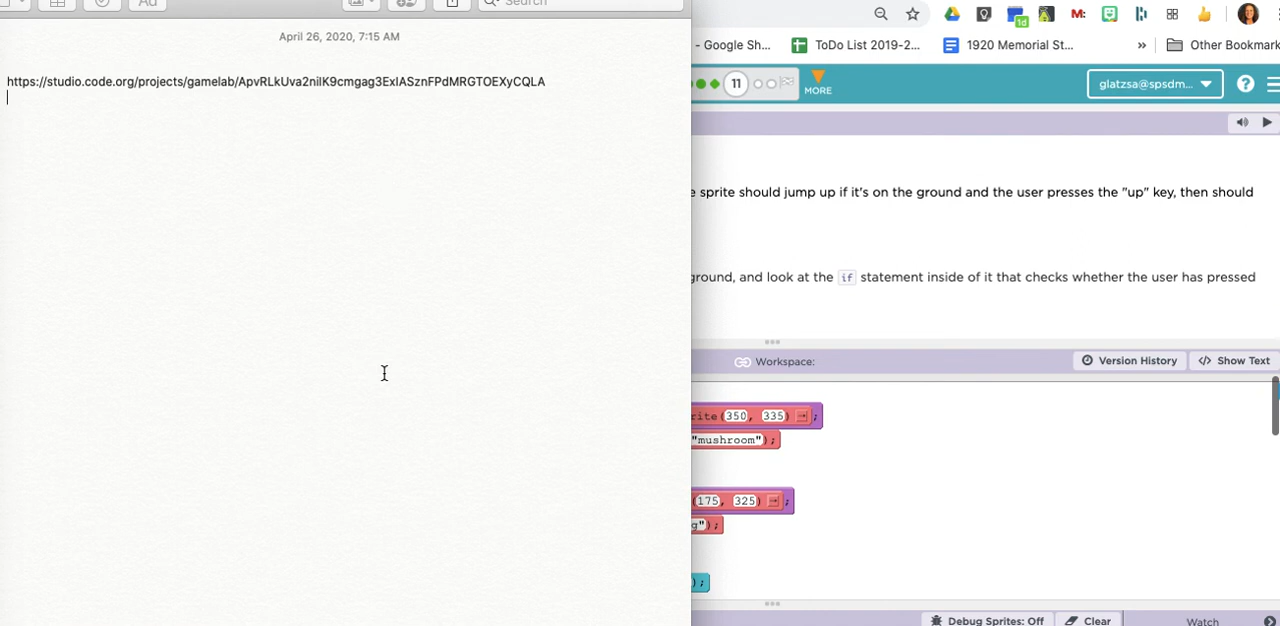 Aa
Search
April 26, 2020, 7:15 AM
https://studio.code.org/projects/gamelab/ApvRLkUva2nilK9cmgag3ExIASznFPdMRGTOEXyCQLA
1d
M:
- Google Sh...
ToDo List 2019-2...
1920 Memorial St...
»
Other Bookmark
11
MORE
glatzsa@spsdm...
?
e sprite should jump up if it's on the ground and the user presses the "up" key, then should
ground, and look at the if statement inside of it that checks whether the user has pressed
Workspace:
Version History
</> Show Text
rite(350, 335);
"mushroom");
(175, 325);
g");
);
Debug Sprites: Off
Clear
Watch